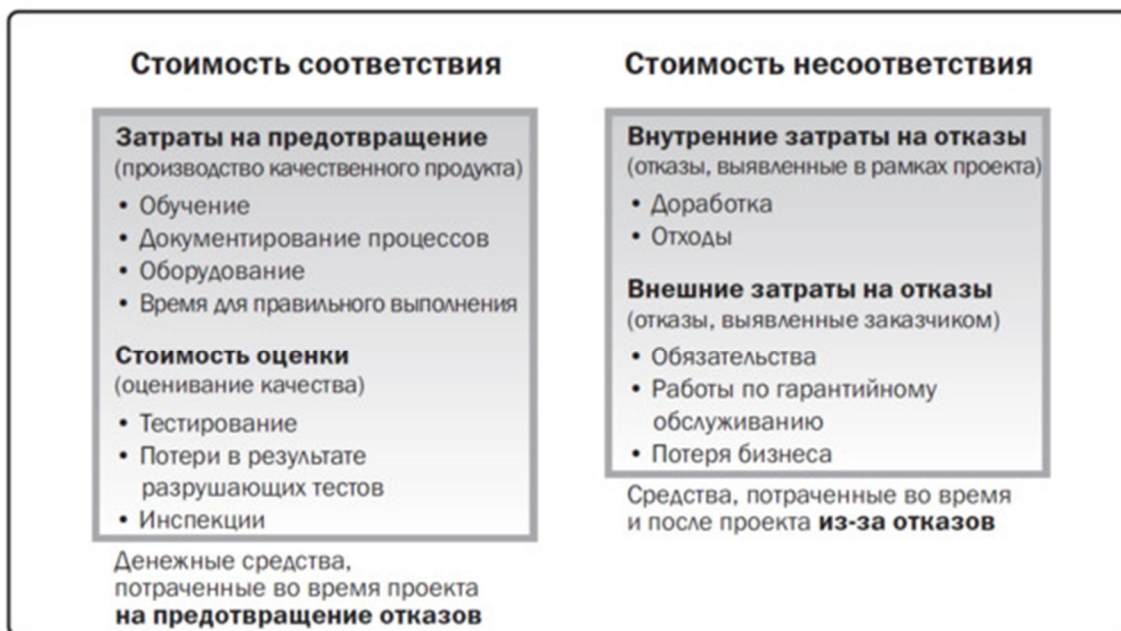 Стоимость соответствия
Затраты на предотвращение
(производство качественного продукта)
• Обучение
• Документирование процессов
• Оборудование
• Время для правильного выполнения
Стоимость оценки
(оценивание качества)
• Тестирование
• Потери в результате
разрушающих тестов
• Инспекции
Денежные средства,
потраченные во время проекта
на предотвращение отказов
Стоимость несоответствия
Внутренние затраты на отказы
(отказы, выявленные в рамках проекта)
• Доработка
• Отходы
Внешние затраты на отказы
(отказы, выявленные заказчиком)
• Обязательства
• Работы по гарантийному
обслуживанию
• Потеря бизнеса
Средства, потраченные во время
и после проекта из-за отказов